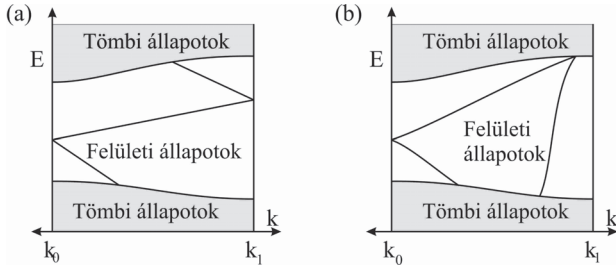 (a)
E
Tömbi állapotok
Felületi állapotok
Tömbi állapotok
k
k0
k1
(b)
E
Tömbi állapotok
Felületi
állapotok
Tömbi állapotok
k
k0
k1